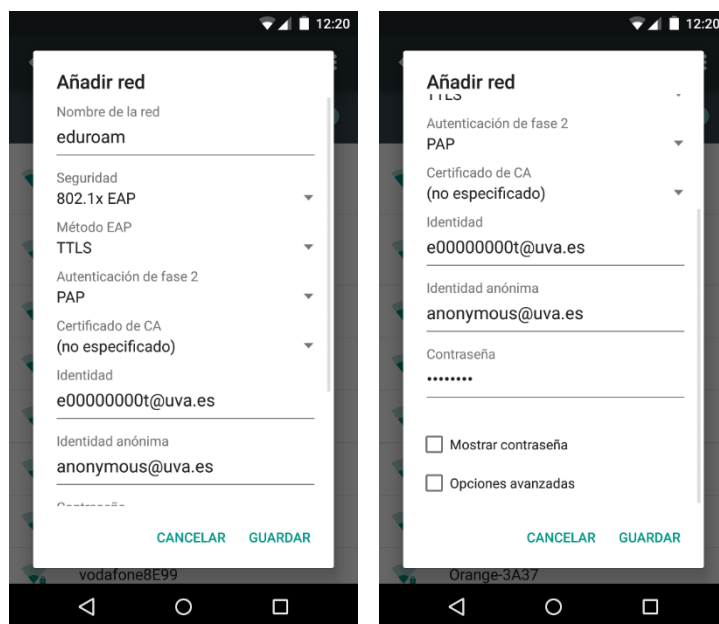 12:20
Añadir red
Nombre de la red
eduroam
Seguridad
802.1x EAP
Método EAP
TTLS
Autenticación de fase 2
PAP
Certificado de CA
(no especificado)
Identidad
e00000000t@uva.es
Identidad anónima
anonymous@uva.es
Contraseña
CANCELAR GUARDAR
vodafone8E99
12:20
Añadir red
TTLS
Autenticación de fase 2
PAP
Certificado de CA
(no especificado)
Identidad
e00000000t@uva.es
Identidad anónima
anonymous@uva.es
Contraseña
••••••••
Mostrar contraseña
Opciones avanzadas
CANCELAR GUARDAR
Orange-3A37